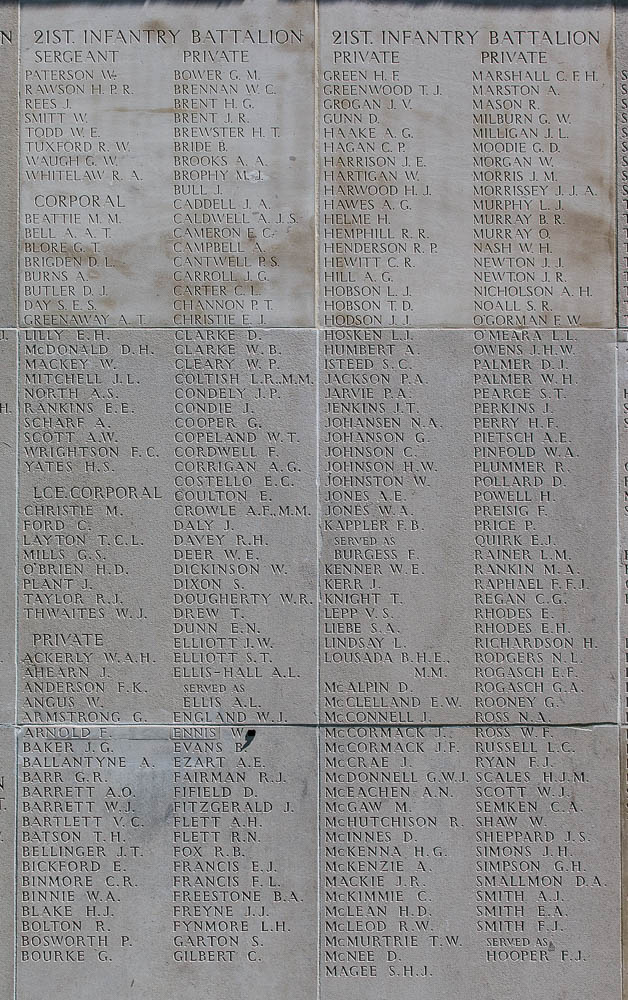 21ST. INFANTRY BATTALION
SERGEANT
PATERSON W.
RAWSON H.P.R.
REES J.
SMITT W.
TODD W.E.
TUXFORD R.W.
WAUGH G.W.
WHITELAW R.A.
CORPORAL
BEATTIE M.M.
BELL A.A.T.
BLORE G.T.
BRIGDEN D.L.
BURNS A.
BUTLER D.J.
DAY S.E.S.
GREENAWAY A.T.
LILLY E.H.
McDONALD D.H.
MACKEY W.
MITCHELL J.L.
NORTH A.S.
RANKINS E.E.
SCHARF A.
SCOTT A.W.
WRIGHTSON F.C.
YATES H.S.
LCE.CORPORAL
CHRISTIE M.
FORD C.
LAYTON T.C.L.
MILLS G.S.
O'BRIEN H.D.
PLANT J.
TAYLOR R.J.
THWAITES W.J.
PRIVATE
ACKERLY W.A.H.
AHEARN J.
ANDERSON F.K.
ANGUS W.
ARMSTRONG G.
ARNOLD F.
BAKER J.G.
BALLANTYNE A.
BARR G.R.
BARRETT A.O.
BARRETT W.J.
BARTLETT V.C.
BATSON T.H.
BELLINGER J.T.
BICKFORD E.
BINMORE C.R.
BINNIE W.A.
BLAKE H.J.
BOLTON R.
BOSWORTH P.
BOURKE G.
PRIVATE
BOWER G.M.
BRENNAN W.C.
BRENT H.G.
BRENT J.R.
BREWSTER H.T.
BRIDE B.
BROOKS A.A.
BROPHY M.J.
BULL J.
CADDELL J.A.
CALDWELL A.J.S.
CAMERON E.C.
CAMPBELL A.
CANTWELL P.S.
CARROLL J.G.
CARTER C.L.
CHANNON P.T.
CHRISTIE E.J.
CLARKE D.
CLARKE W.B.
CLEARY W.P.
COLTISH L.R.,M.M.
CONDELY J.P.
CONDIE J.
COOPER G.
COPELAND W.T.
CORDWELL F.
CORRIGAN A.G.
COSTELLO E.C.
COULTON E.
CROWLE A.F.,M.M.
DALY J.
DAVEY R.H.
DEER W.E.
DICKINSON W.
DIXON S.
DOUGHERTY W.R.
DREW T.
DUNN E.N.
ELLIOTT J.W.
ELLIOTT S.T.
ELLIS-HALL A.L.
SERVED AS
ELLIS A.L.
ENGLAND W.J.
ENNIS W.
EVANS B.
EZART A.E.
FAIRMAN R.J.
FIFIELD D.
FITZGERALD J.
FLETT A.H.
FLETT R.N.
FOX R.B.
FRANCIS E.J.
FRANCIS F.L.
FREESTONE B.A.
FREYNE J.J.
FYNMORE L.H.
GARTON S.
GILBERT C.
21ST. INFANTRY BATTALION
PRIVATE
GREEN H.F.
GREENWOOD T.J.
GROGAN J.V.
GUNN D.
HAAKE A.G.
HAGAN C.P.
HARRISON J.E.
HARTIGAN W.
HARWOOD H.J.
HAWES A.G.
HELME H.
HEMPHILL R.R.
HENDERSON R.P.
HEWITT C.R.
HILL A.G.
HOBSON L.J.
HOBSON T.D.
HODSON J.J.
HOSKEN L.J.
HUMBERT A.
ISTEED S.C.
JACKSON P.A.
JARVIE P.A.
JENKINS J.T.
JOHANSEN N.A.
JOHANSON G.
JOHNSON C.
JOHNSON H.W.
JOHNSTON W.
JONES A.E.
JONES W.A.
KAPPLER F.B.
SERVED AS
BURGESS F.
KENNER W.E.
KERR J.
KNIGHT T.
LEPP V.S.
LIEBE S.A.
LINDSAY L.
LOUSADA B.H.E.,
M.M.
McALPIN D.
McCLELLAND E.W.
McCONNELL J.
McCORMACK J.
McCORMACK J.F.
McCRAE J.
McDONNELL G.W.J.
McEACHEN A.N.
McGAW M.
McHUTCHISON R.
McINNES D.
McKENNA H.G.
McKENZIE A.
MACKIE J.R.
McKIMMIE C.
McLEAN H.D.
McLEOD R.W.
McMURTRIE T.W.
McNEE D.
MAGEE S.H.J.
PRIVATE
MARSHALL C.F.H.
MARSTON A.
MASON R.
MILBURN G.W.
MILLIGAN J.L.
MOODIE G.D.
MORGAN W.
MORRIS J.M.
MORRISSEY J.J.A.
MURPHY L.J.
MURRAY B.R.
MURRAY O.
NASH W.H.
NEWTON J.J.
NEWTON J.R.
NICHOLSON A.H.
NOALL S.R.
O'GORMAN F.W.
O'MEARA L.L.
OWENS J.H.W.
PALMER D.J.
PALMER W.H.
PEARCE S.T.
PERKINS J.
PERRY H.F.
PIETSCH A.E.
PINFOLD W.A.
PLUMMER R.
POLLARD D.
POWELL H.
PREISIG F.
PRICE P.
QUIRK E.J.
RAINER L.M.
RANKIN M.A.
RAPHAEL F.F.J.
REGAN C.G.
RHODES E.
RHODES E.H.
RICHARDSON H.
RODGERS N.L.
ROGASCH E.F.
ROGASCH G.A.
ROONEY G.
ROSS N.A.
ROSS W.F.
RUSSELL L.C.
RYAN F.J.
SCALES H.J.M.
SCOTT W.J.
SEMKEN C.A.
SHAW W.
SHEPPARD J.S.
SIMONS J.H.
SIMPSON G.H.
SMALLMON D.A.
SMITH A.J.
SMITH E.A.
SMITH F.J.
SERVED AS
HOOPER F.J.